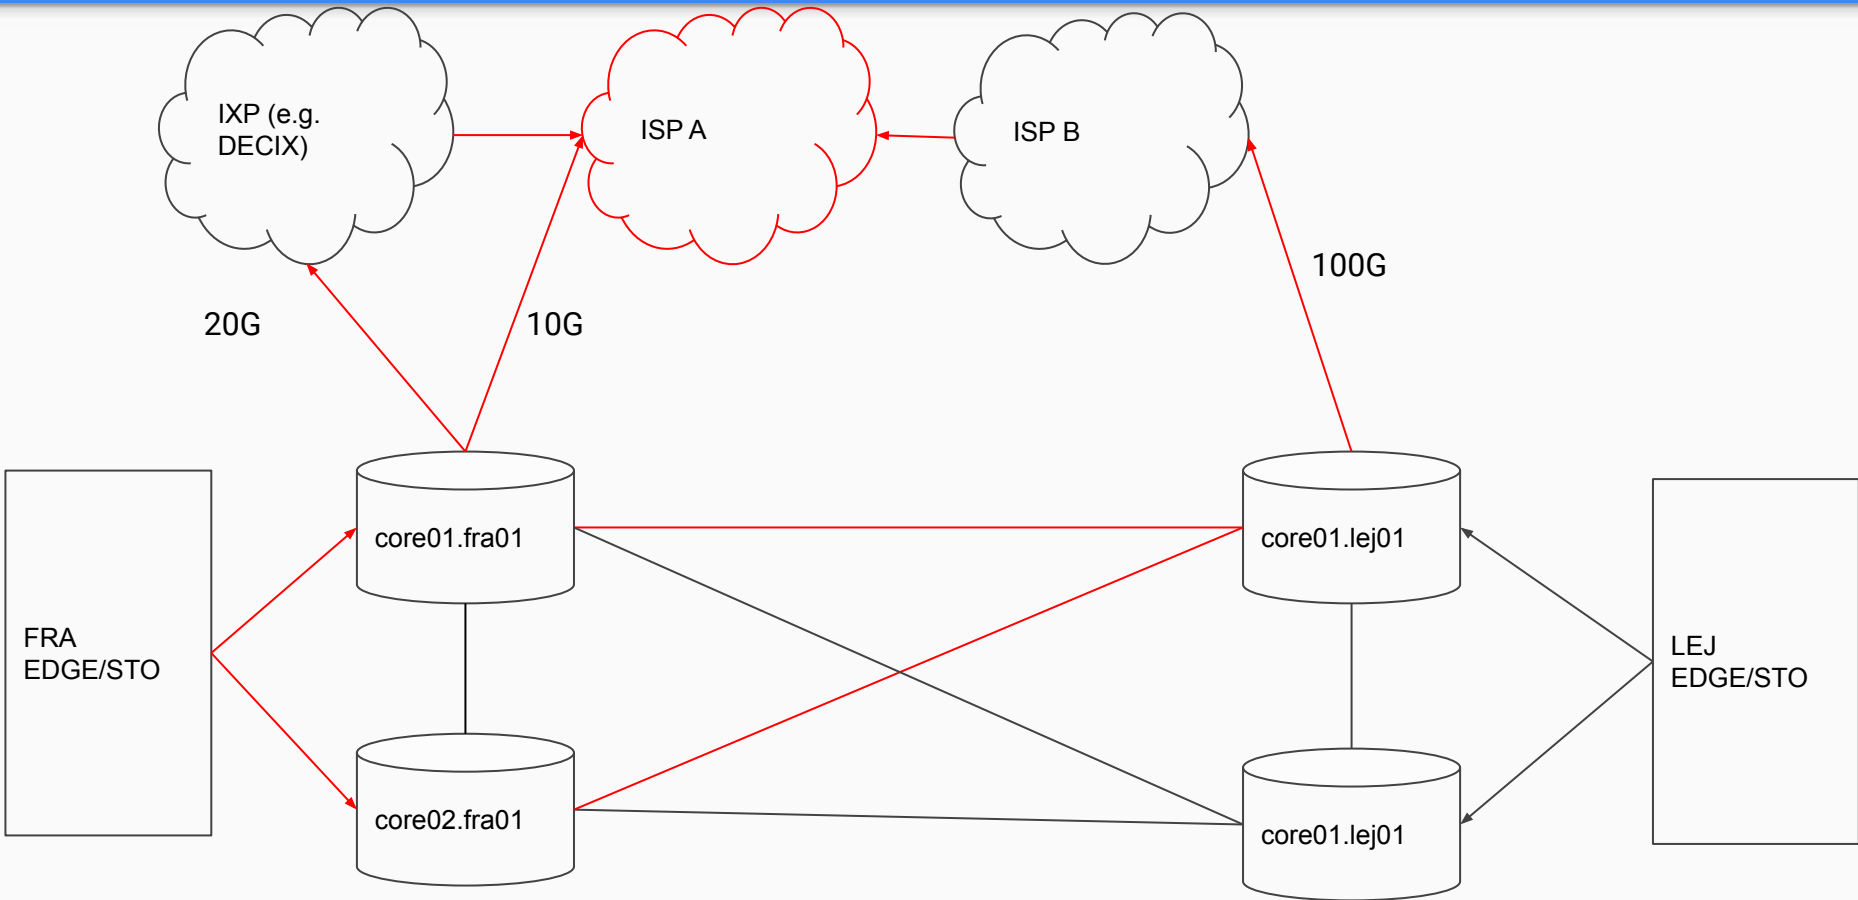 IXP (e.g.
DECIX)
ISP A
ISP B
100G
20G
10G
core01.fra01
core01.lej01
FRA
EDGE/STO
LEJ
EDGE/STO
core02.fra01
core01.lej01